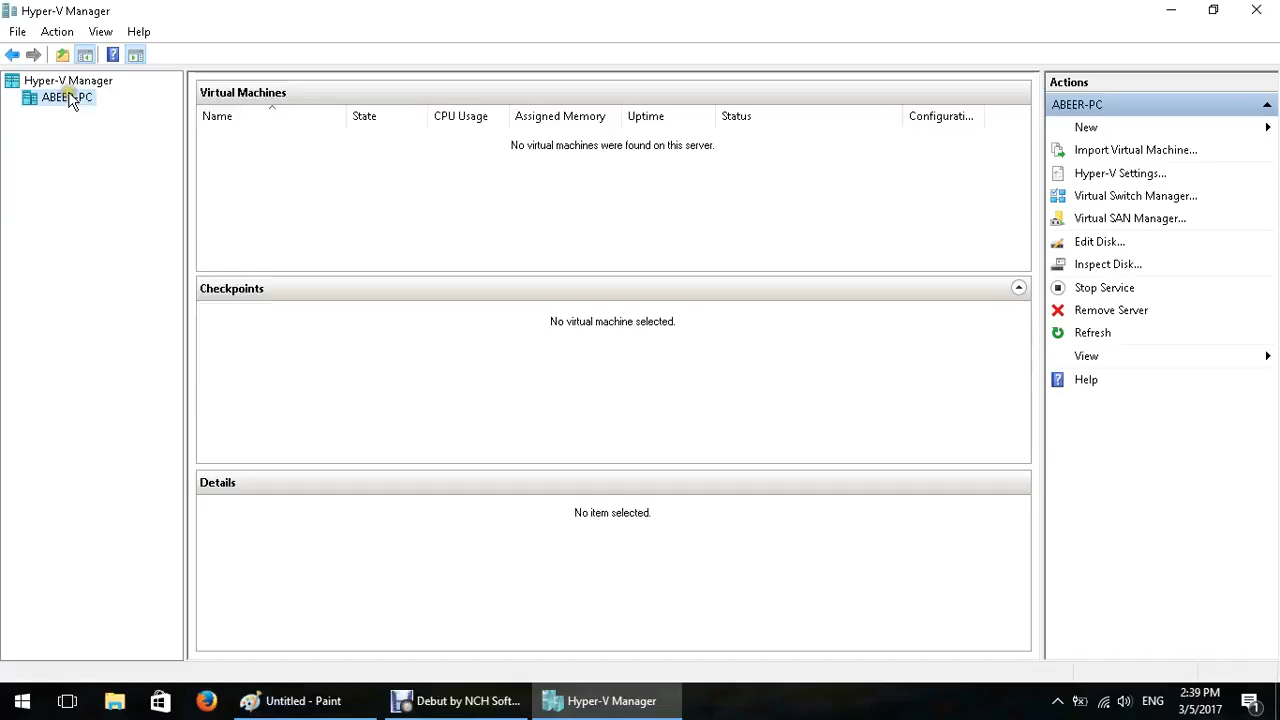 Hyper-V Manager
File Action View Help
Hyper-V Manager
ABEER-PC
Virtual Machines
Name State CPU Usage Assigned Memory Uptime Status Configurati...
No virtual machines were found on this server.
Checkpoints
No virtual machine selected.
Details
No item selected.
Actions
ABEER-PC
New
Import Virtual Machine...
Hyper-V Settings...
Virtual Switch Manager...
Virtual SAN Manager...
Edit Disk...
Inspect Disk...
Stop Service
Remove Server
Refresh
View
Help
Untitled - Paint
Debut by NCH Soft...
Hyper-V Manager
ENG
2:39 PM
3/5/2017
1